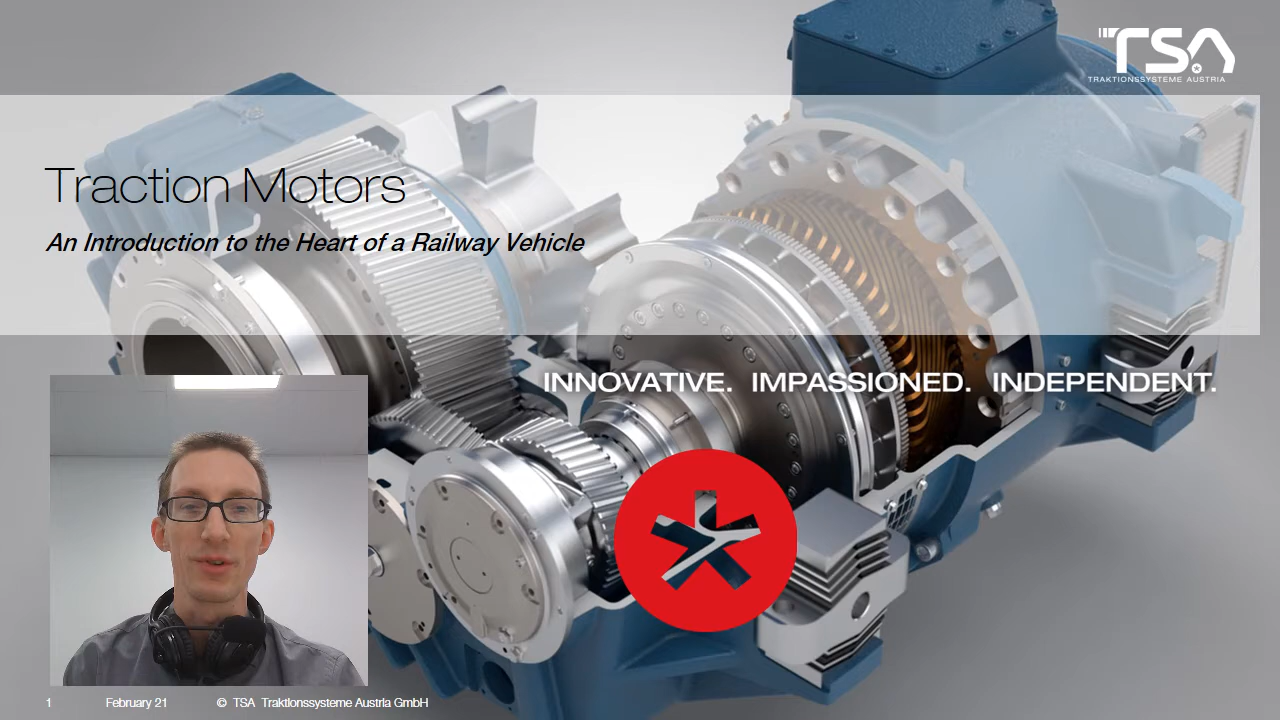 TSA
TRAKTIONSSYSTEME AUSTRIA
Traction Motors
An Introduction to the Heart of a Railway Vehicle
INNOVATIVE. IMPASSIONED. INDEPENDENT.
1 February 21 © TSA Traktionssysteme Austria GmbH